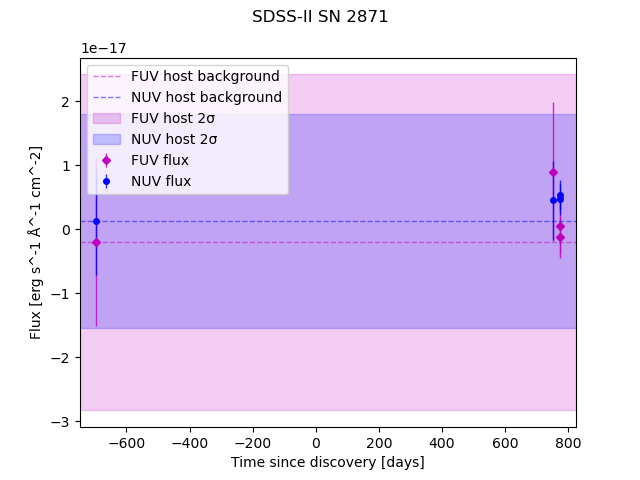 SDSS-II SN 2871
1e−17
FUV host background
NUV host background
FUV host 2σ
NUV host 2σ
FUV flux
NUV flux
2
1
0
−1
−2
−3
Flux [erg s^-1 Å^-1 cm^-2]
−600 −400 −200 0 200 400 600 800
Time since discovery [days]